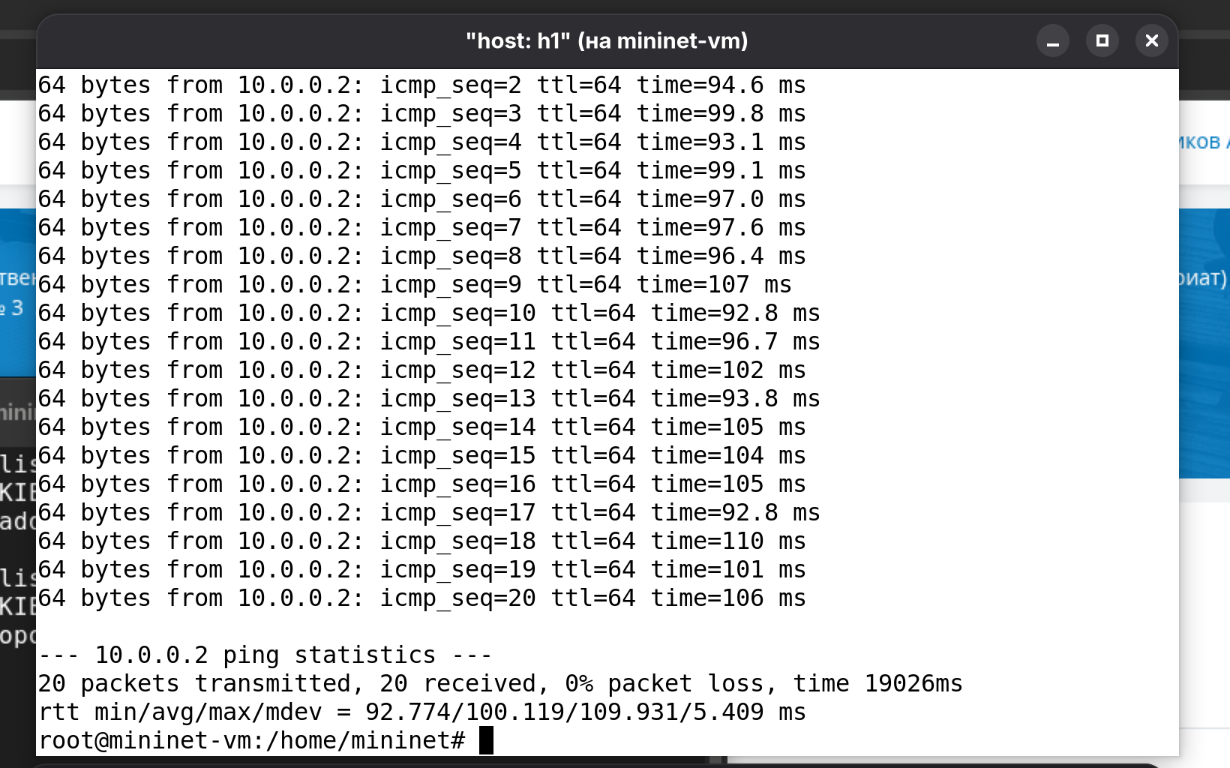 "host: h1" (на mininet-vm)
64 bytes from 10.0.0.2: icmp_seq=2 ttl=64 time=94.6 ms
64 bytes from 10.0.0.2: icmp_seq=3 ttl=64 time=99.8 ms
64 bytes from 10.0.0.2: icmp_seq=4 ttl=64 time=93.1 ms
64 bytes from 10.0.0.2: icmp_seq=5 ttl=64 time=99.1 ms
64 bytes from 10.0.0.2: icmp_seq=6 ttl=64 time=97.0 ms
64 bytes from 10.0.0.2: icmp_seq=7 ttl=64 time=97.6 ms
64 bytes from 10.0.0.2: icmp_seq=8 ttl=64 time=96.4 ms
64 bytes from 10.0.0.2: icmp_seq=9 ttl=64 time=107 ms
64 bytes from 10.0.0.2: icmp_seq=10 ttl=64 time=92.8 ms
64 bytes from 10.0.0.2: icmp_seq=11 ttl=64 time=96.7 ms
64 bytes from 10.0.0.2: icmp_seq=12 ttl=64 time=102 ms
64 bytes from 10.0.0.2: icmp_seq=13 ttl=64 time=93.8 ms
64 bytes from 10.0.0.2: icmp_seq=14 ttl=64 time=105 ms
64 bytes from 10.0.0.2: icmp_seq=15 ttl=64 time=104 ms
64 bytes from 10.0.0.2: icmp_seq=16 ttl=64 time=105 ms
64 bytes from 10.0.0.2: icmp_seq=17 ttl=64 time=92.8 ms
64 bytes from 10.0.0.2: icmp_seq=18 ttl=64 time=110 ms
64 bytes from 10.0.0.2: icmp_seq=19 ttl=64 time=101 ms
64 bytes from 10.0.0.2: icmp_seq=20 ttl=64 time=106 ms
--- 10.0.0.2 ping statistics ---
20 packets transmitted, 20 received, 0% packet loss, time 19026ms
rtt min/avg/max/mdev = 92.774/100.119/109.931/5.409 ms
root@mininet-vm:/home/mininet#